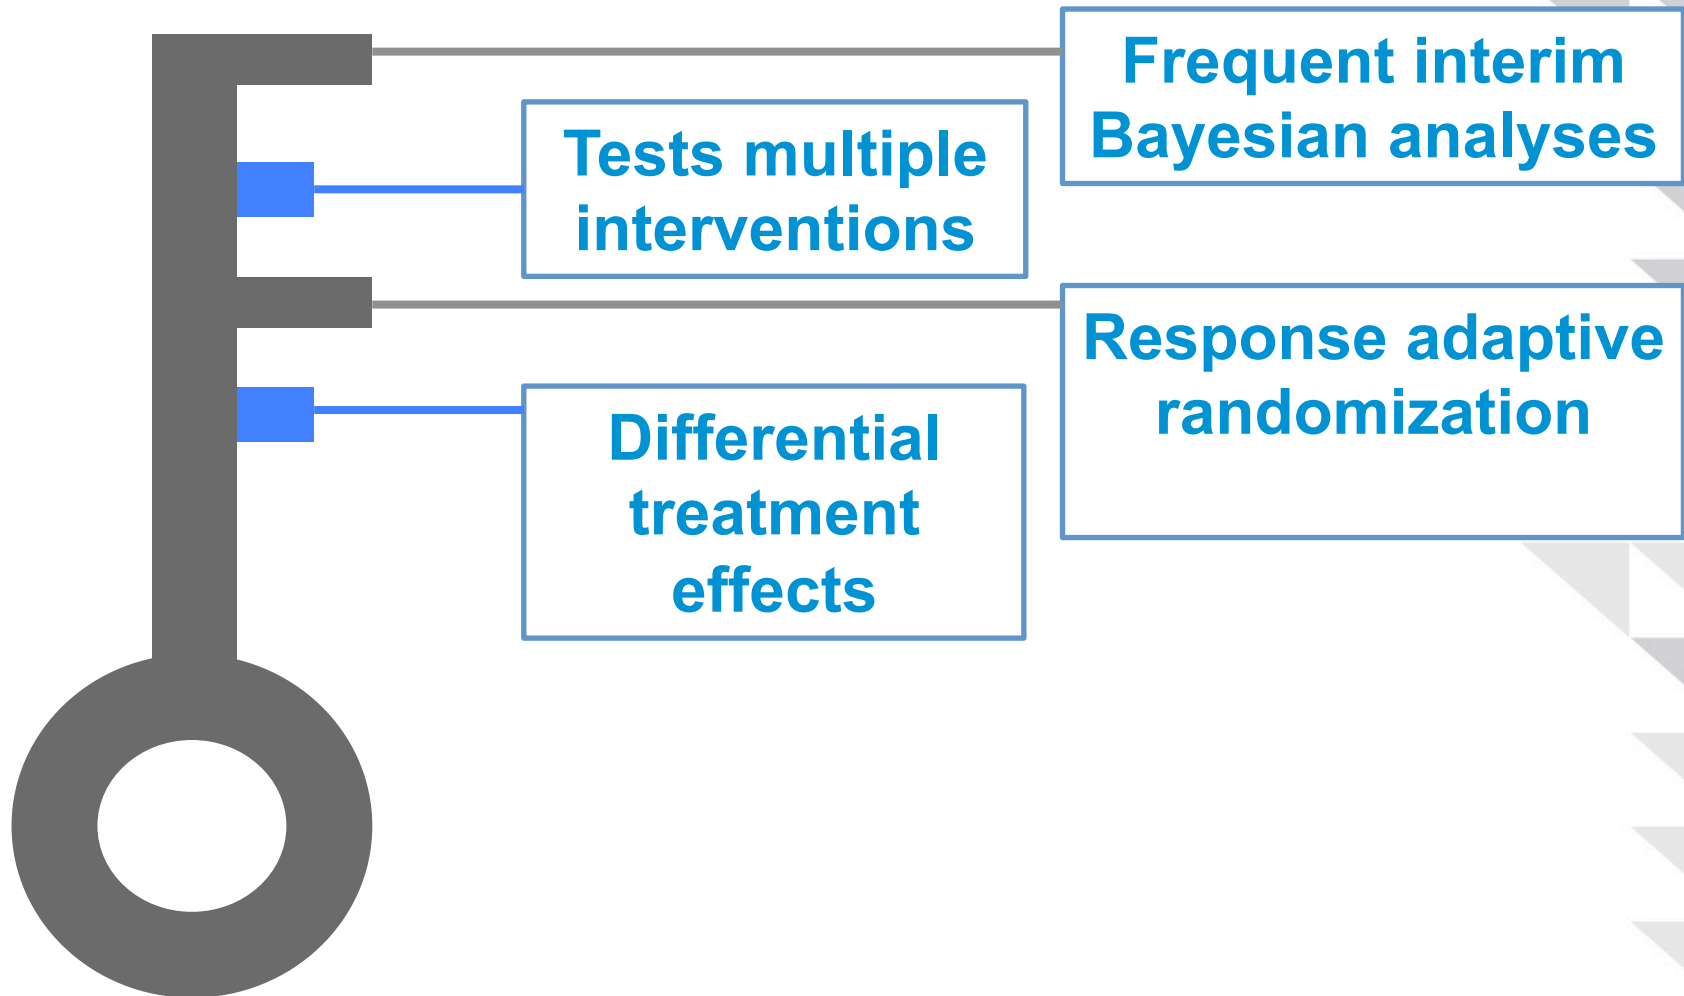 Frequent interim
Bayesian analyses
Tests multiple
interventions
Response adaptive
randomization
Differential
treatment
effects